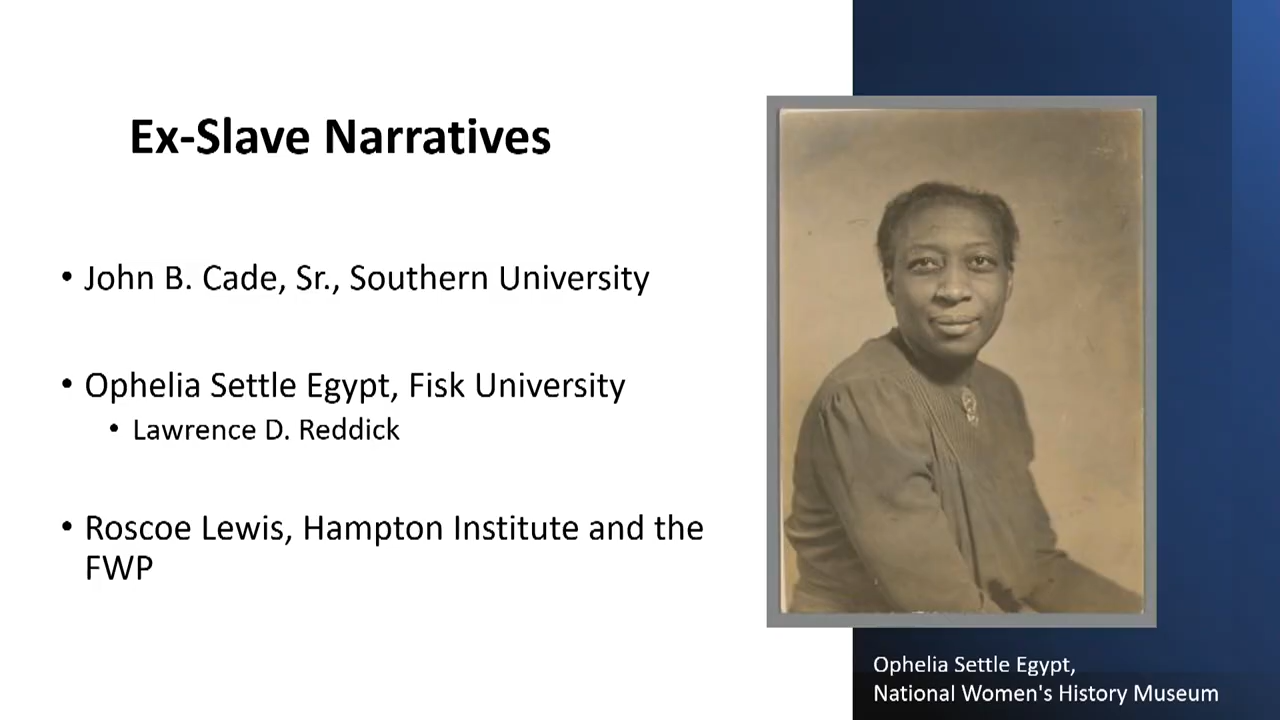 Ex-Slave Narratives
• John B. Cade, Sr., Southern University
• Ophelia Settle Egypt, Fisk University
• Lawrence D. Reddick
• Roscoe Lewis, Hampton Institute and the
FWP
Ophelia Settle Egypt,
National Women's History Museum